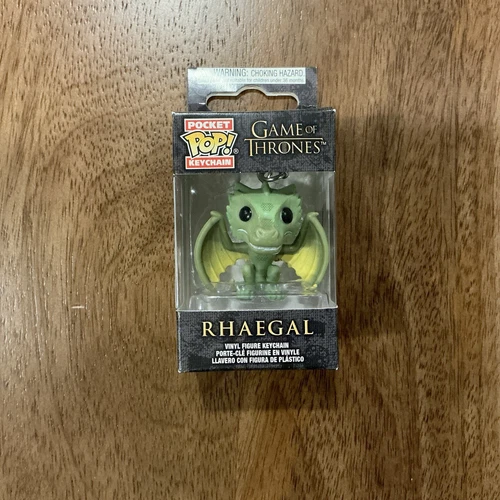 WARNING: CHOKING HAZARD.
POCKET
POP!
KEYCHAIN
GAME OF
THRONES™
RHAEGAL
VINYL FIGURE KEYCHAIN
PORTE-CLÉ FIGURINE EN VINYLE
LLAVERO CON FIGURA DE PLÁSTICO